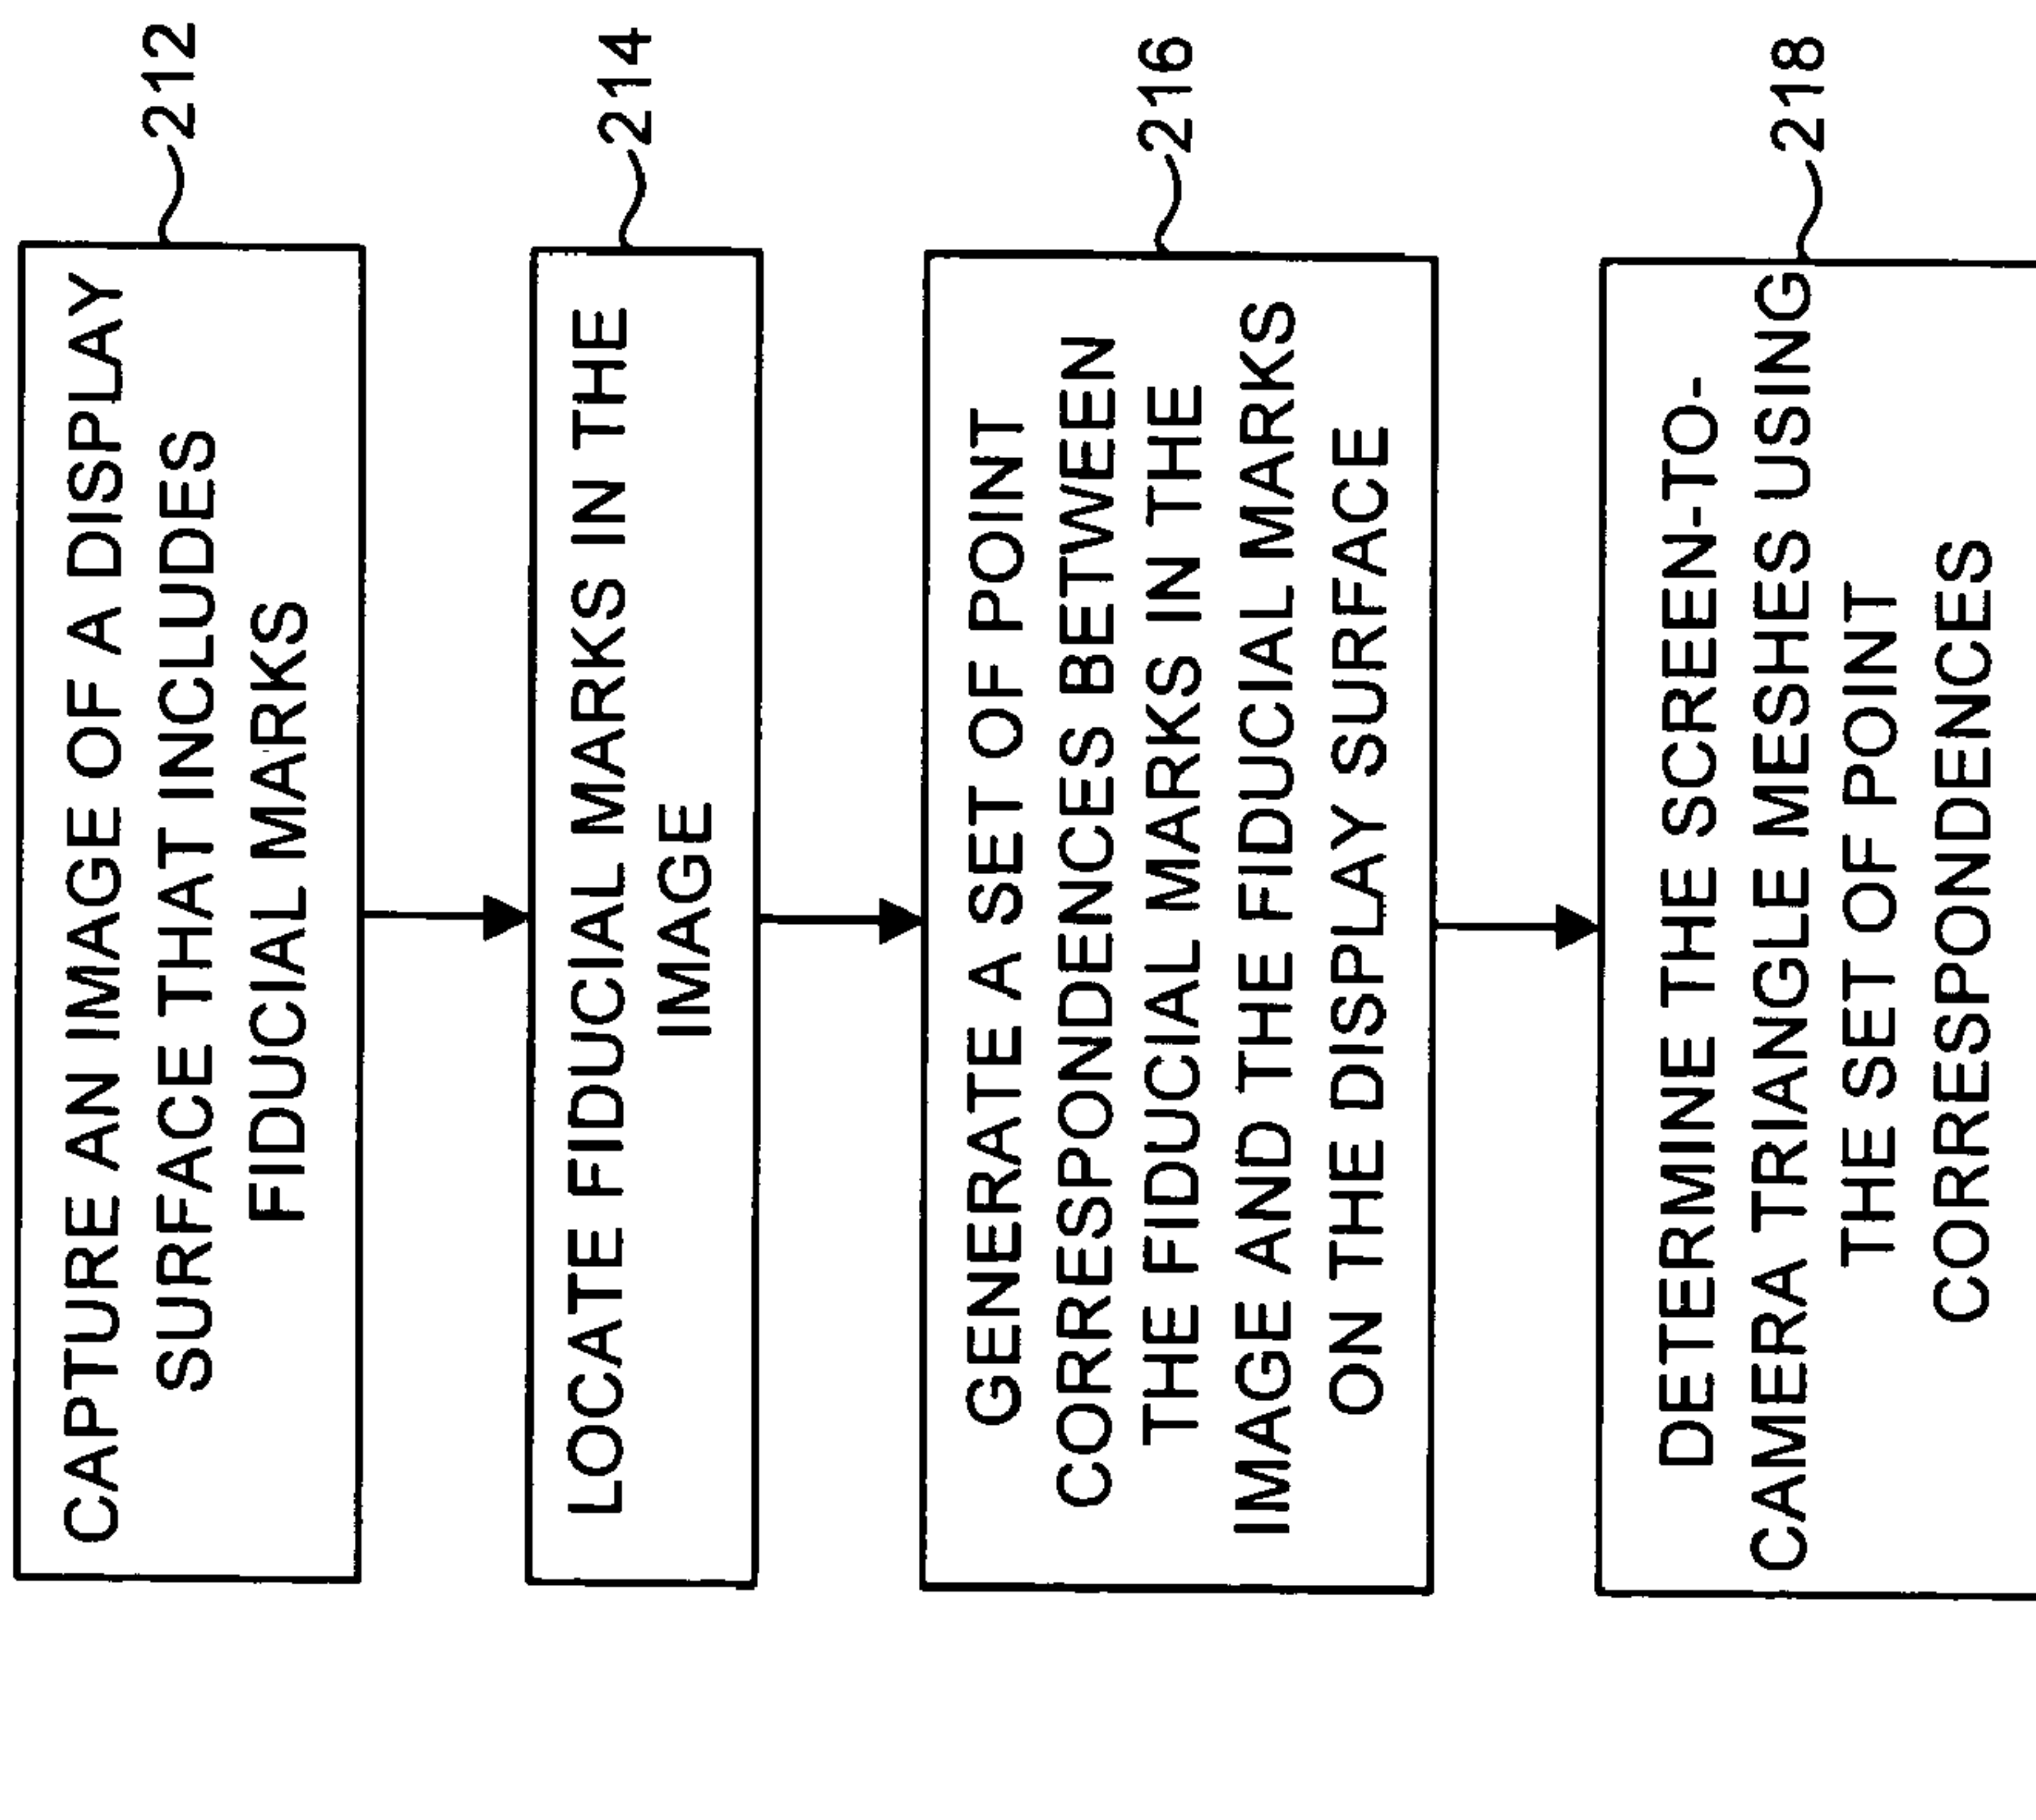 CAPTURE AN IMAGE OF A DISPLAY
SURFACE THAT INCLUDES
FIDUCIAL MARKS
212
LOCATE FIDUCIAL MARKS IN THE
IMAGE
214
GENERATE A SET OF POINT
CORRESPONDENCES BETWEEN
THE FIDUCIAL MARKS IN THE
IMAGE AND THE FIDUCIAL MARKS
ON THE DISPLAY SURFACE
216
DETERMINE THE SCREEN-TO-
CAMERA TRIANGLE MESHES USING
THE SET OF POINT
CORRESPONDENCES
218